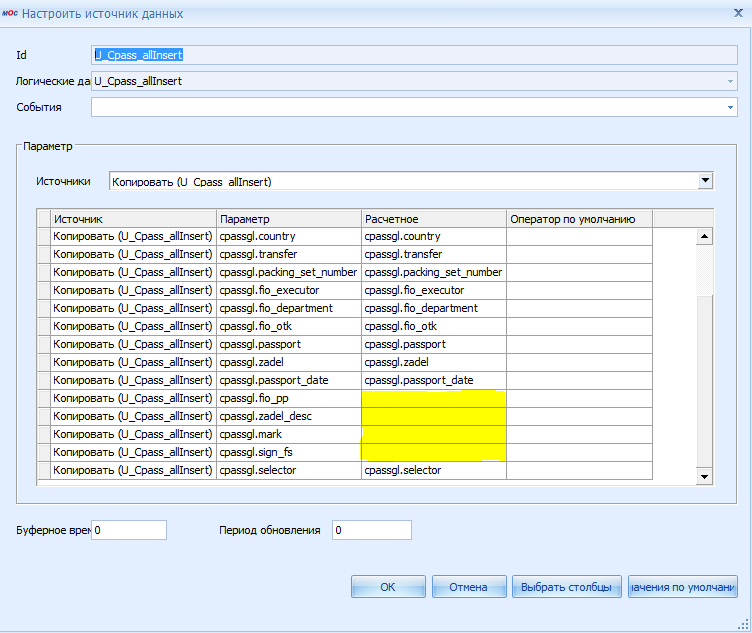 мос Настроить источник данных
Id U_Cpass_allInsert
Логические да U_Cpass_allInsert
События
Параметр
Источники Копировать (U_Cpass_allInsert)
Источник Параметр Расчетное Оператор по умолчанию
Копировать (U_Cpass_allInsert) cpassgl.country cpassgl.country
Копировать (U_Cpass_allInsert) cpassgl.transfer cpassgl.transfer
Копировать (U_Cpass_allInsert) cpassgl.packing_set_number cpassgl.packing_set_number
Копировать (U_Cpass_allInsert) cpassgl.fio_executor cpassgl.fio_executor
Копировать (U_Cpass_allInsert) cpassgl.fio_department cpassgl.fio_department
Копировать (U_Cpass_allInsert) cpassgl.fio_otk cpassgl.fio_otk
Копировать (U_Cpass_allInsert) cpassgl.passport cpassgl.passport
Копировать (U_Cpass_allInsert) cpassgl.zadel cpassgl.zadel
Копировать (U_Cpass_allInsert) cpassgl.passport_date cpassgl.passport_date
Копировать (U_Cpass_allInsert) cpassgl.fio_pp
Копировать (U_Cpass_allInsert) cpassgl.zadel_desc
Копировать (U_Cpass_allInsert) cpassgl.mark
Копировать (U_Cpass_allInsert) cpassgl.sign_fs
Копировать (U_Cpass_allInsert) cpassgl.selector cpassgl.selector
Буферное врем 0 Период обновления 0
ОК Отмена Выбрать столбцы ачения по умолчани